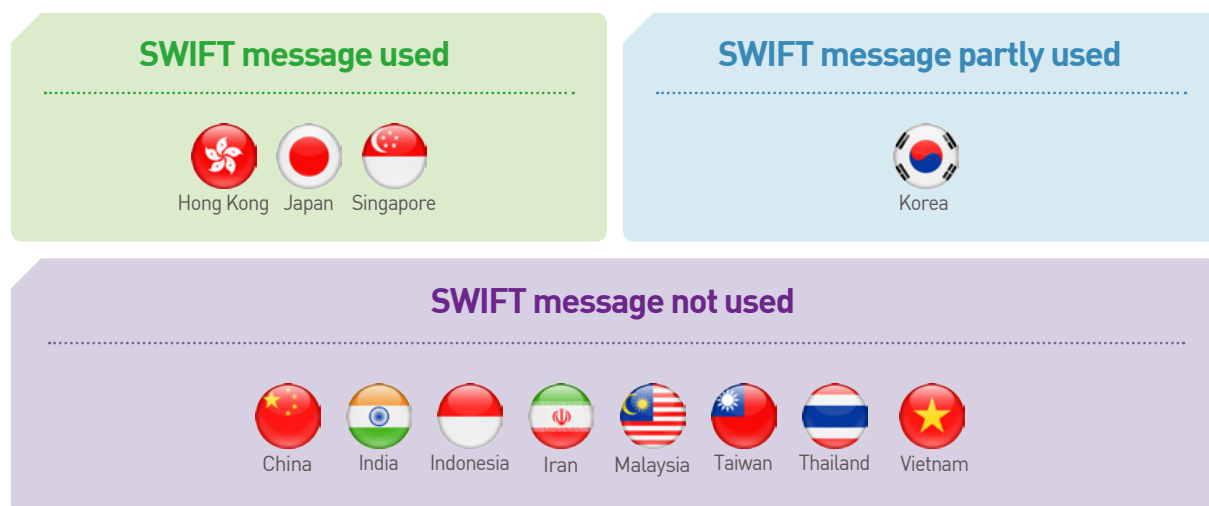 SWIFT message used
Hong Kong Japan Singapore
SWIFT message partly used
Korea
SWIFT message not used
China India Indonesia Iran Malaysia Taiwan Thailand Vietnam